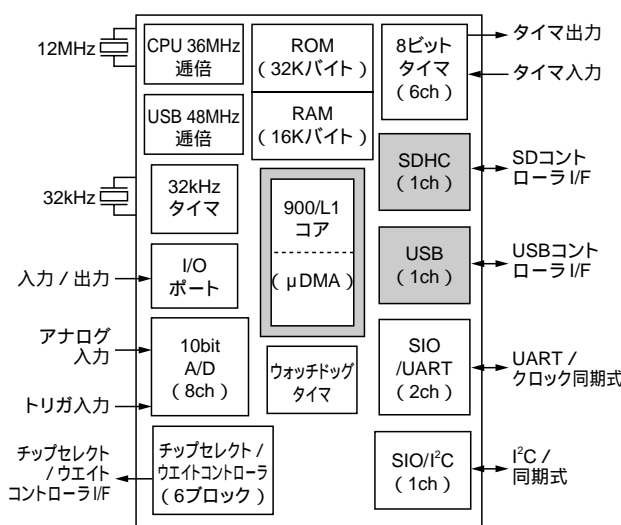 12MHz
CPU 36MHz
逓倍
ROM
(32Kバイト)
8ビット
タイマ
(6ch)
タイマ出力
タイマ入力
USB 48MHz
逓倍
RAM
(16Kバイト)
SDHC
(1ch)
SDコント
ローラI/F
32kHz
32kHz
タイマ
900/L1
コア
(μDMA)
USB
(1ch)
USBコント
ローラI/F
入力/出力
I/O
ポート
アナログ
入力
トリガ入力
10bit
A/D
(8ch)
ウォッチドッグ
タイマ
SIO
/UART
(2ch)
UART/
クロック同期式
チップセレクト
/ウエイト
コントローラI/F
チップセレクト/
ウエイトコントローラ
(6ブロック)
SIO/I²C
(1ch)
I²C/
同期式